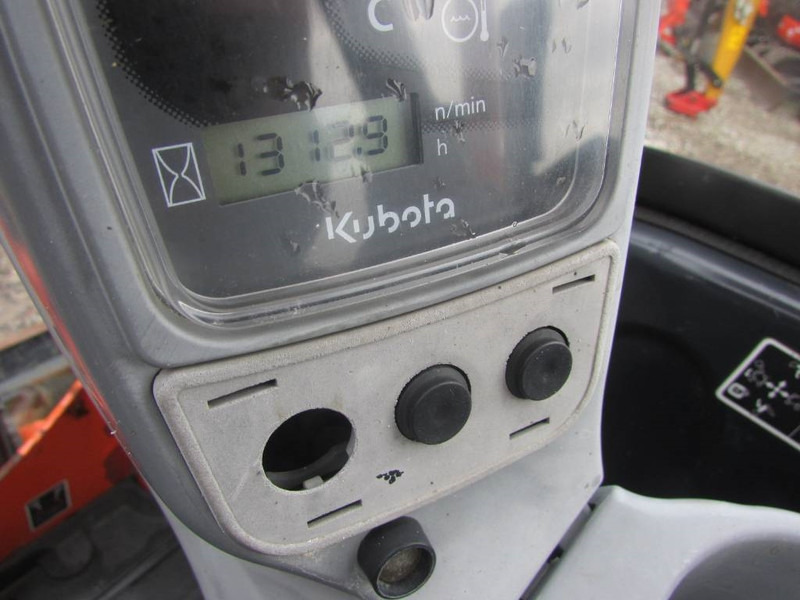 C
n/min
13129
h
Kubota